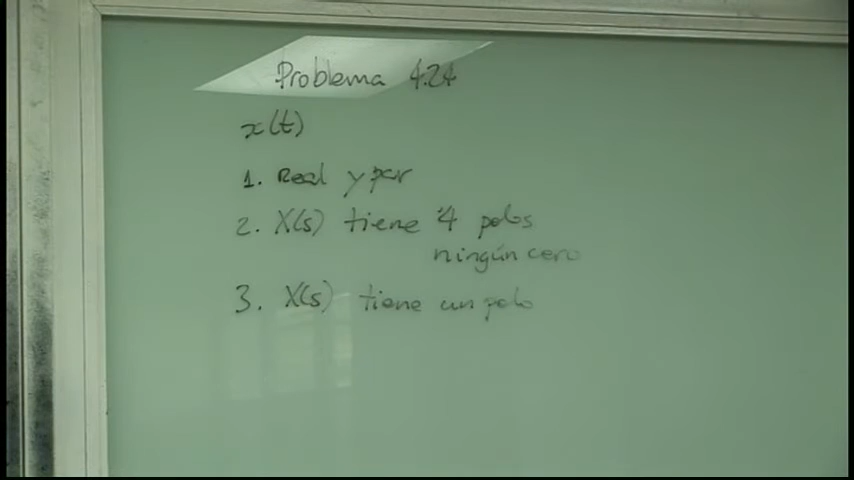 Problema 4.24
x(t)
1. Real y par
2. X(s) tiene 4 polos
ningún cero
3. X(s) tiene un polo